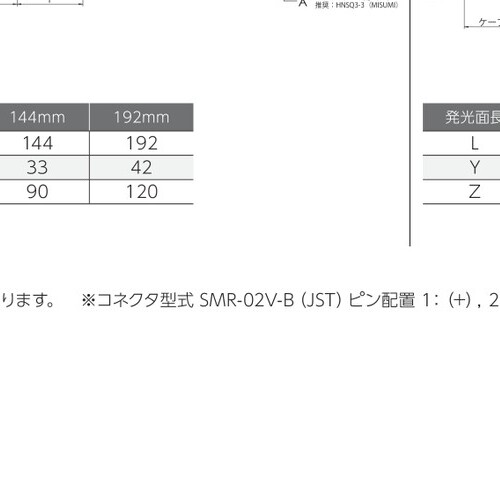 A
推奨：HNSQ3-3（MISUMI）
ケー
144mm 192mm
144 192
33 42
90 120
発光面長
L
Y
Z
ります。 ※コネクタ型式 SMR-02V-B (JST) ピン配置 1： (+) , 2